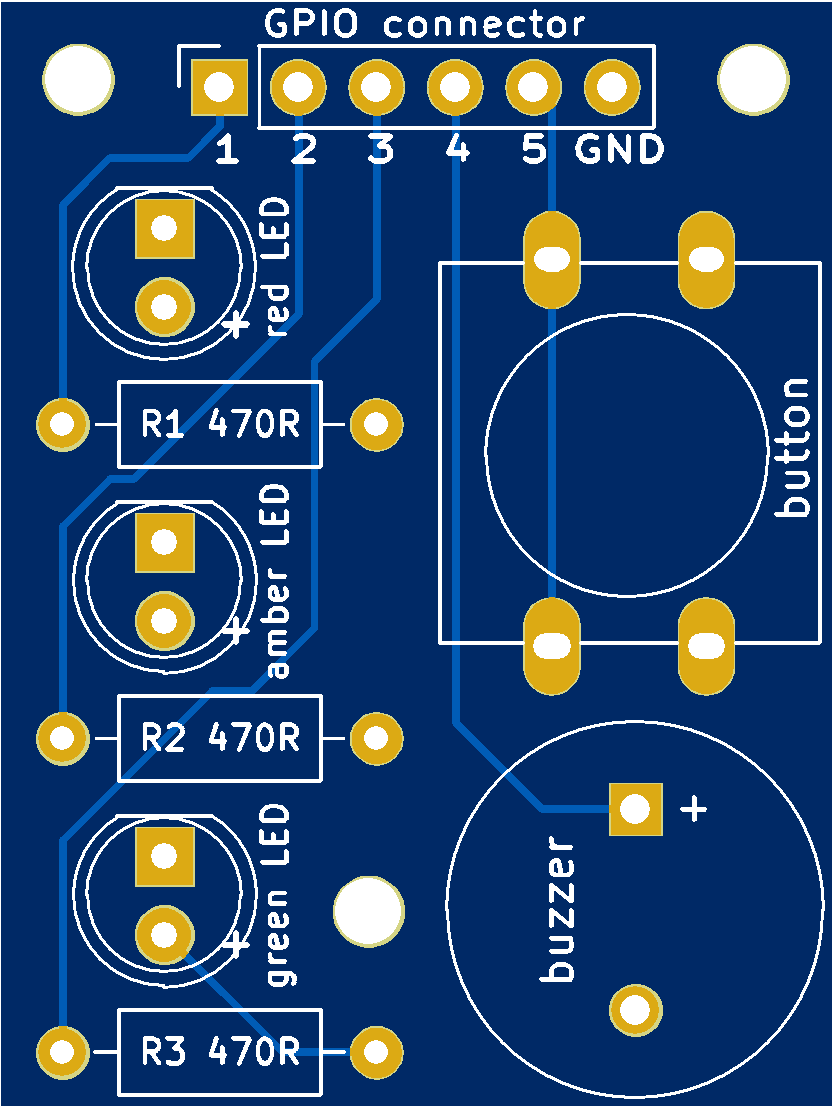 GPIO connector
1 2 3 4 5 GND
red LED
+
R1 470R
button
amber LED
+
R2 470R
+
buzzer
green LED
+
R3 470R